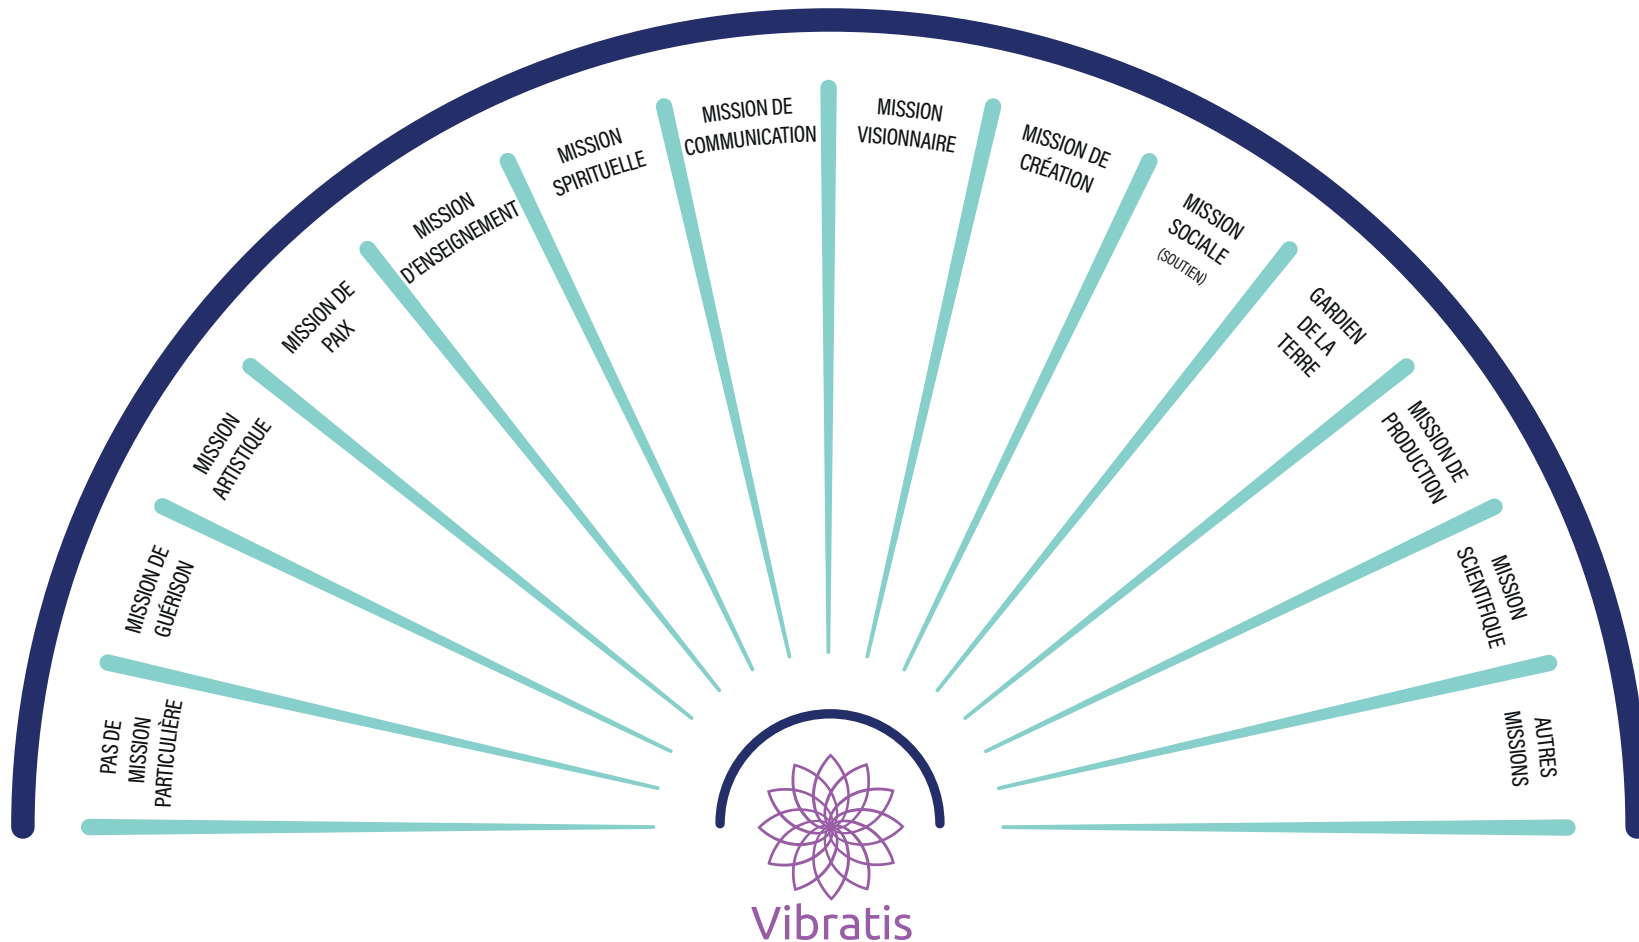 PAS DE
MISSION
PARTICULIÈRE
MISSION DE
GUÉRISON
MISSION
ARTISTIQUE
MISSION DE
PAIX
MISSION
D'ENSEIGNEMENT
MISSION
SPIRITUELLE
MISSION DE
COMMUNICATION
MISSION
VISIONNAIRE
MISSION DE
CRÉATION
MISSION
SOCIALE
(SOUTIEN)
GARDIEN
DE LA
TERRE
MISSION DE
PRODUCTION
MISSION
SCIENTIFIQUE
AUTRES
MISSIONS
Vibratis